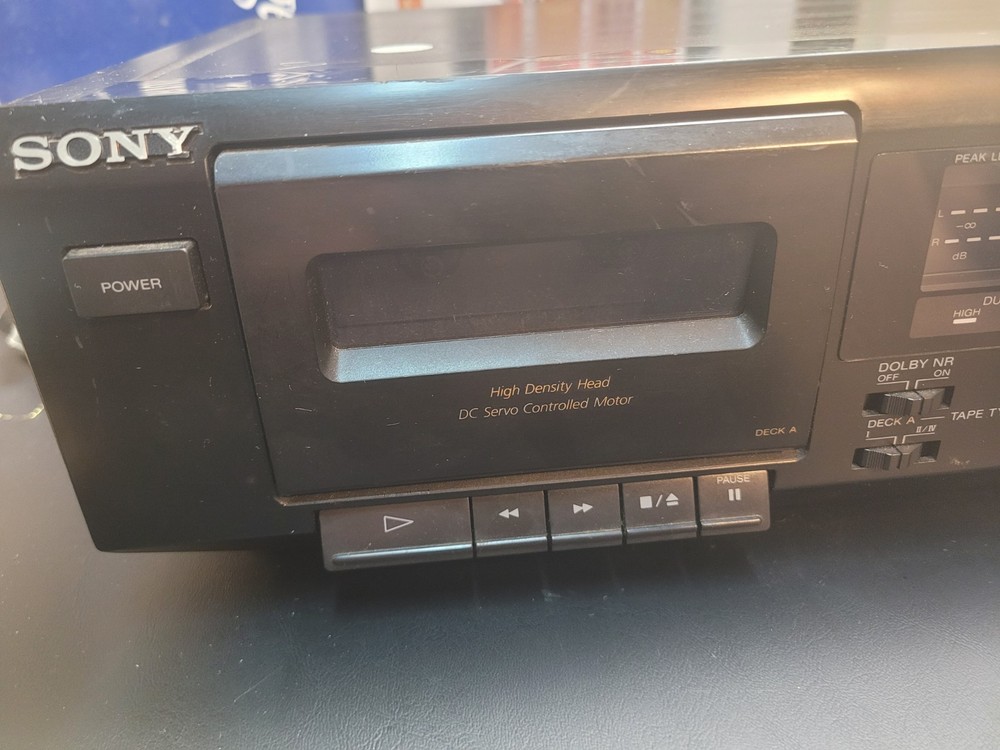 SONY
POWER
High Density Head
DC Servo Controlled Motor
DECK A
PEAK
L
-∞
R
dB
HIGH
DOLBY NR
OFF
ON
DECK A
TAPE
I
II/IV
PAUSE